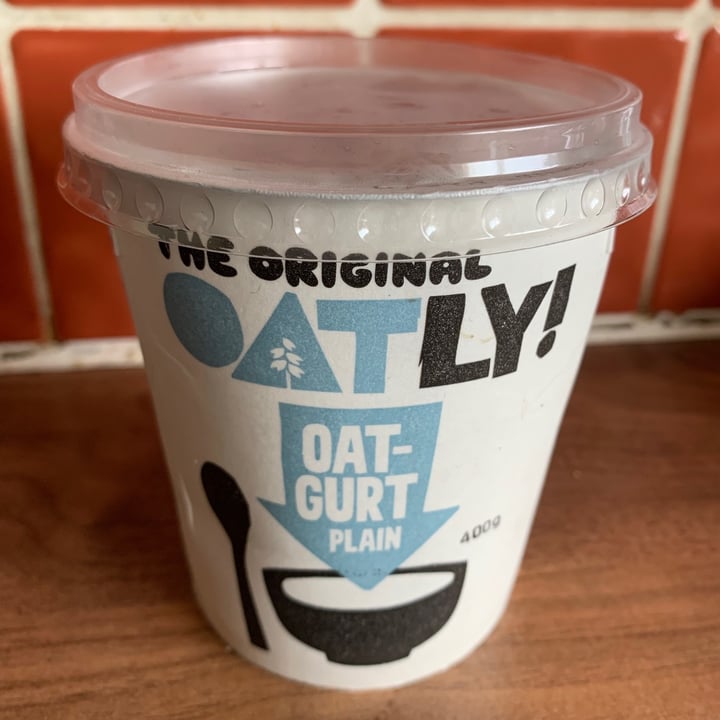 THE ORIGINAL
OATLY!
OAT-
GURT
PLAIN
400g